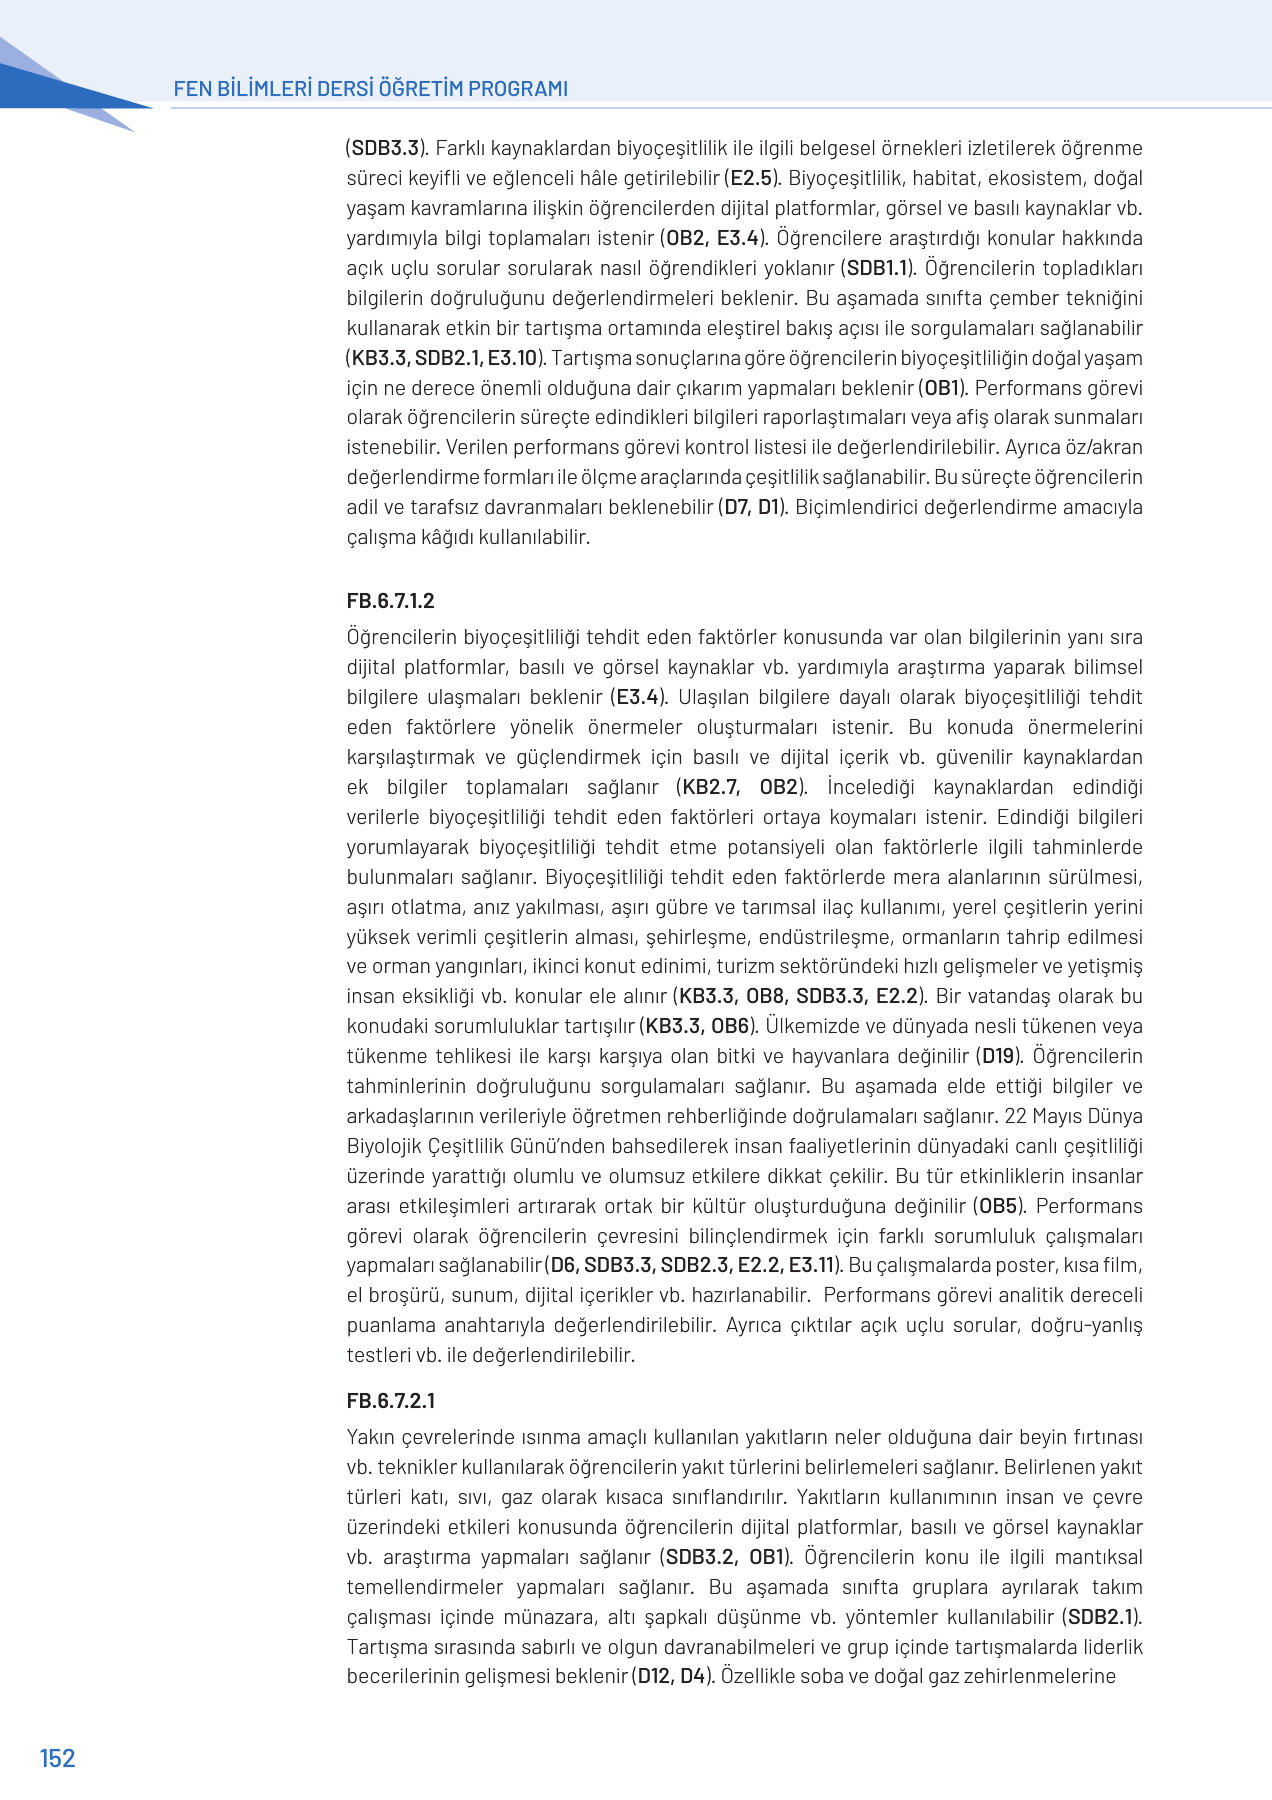 FEN BİLİMLERİ DERSİ ÖĞRETİM PROGRAMI
(SDB3.3). Farklı kaynaklardan biyoçeşitlilik ile ilgili belgesel örnekleri izletilerek öğrenme
süreci keyifli ve eğlenceli hâle getirilebilir (E2.5). Biyoçeşitlilik, habitat, ekosistem, doğal
yaşam kavramlarına ilişkin öğrencilerden dijital platformlar, görsel ve basılı kaynaklar vb.
yardımıyla bilgi toplamaları istenir (OB2, E3.4). Öğrencilere araştırdığı konular hakkında
açık uçlu sorular sorularak nasıl öğrendikleri yoklanır (SDB1.1). Öğrencilerin topladıkları
bilgilerin doğruluğunu değerlendirmeleri beklenir. Bu aşamada sınıfta çember tekniğini
kullanarak etkin bir tartışma ortamında eleştirel bakış açısı ile sorgulamaları sağlanabilir
(KB3.3, SDB2.1, E3.10). Tartışma sonuçlarına göre öğrencilerin biyoçeşitliliğin doğal yaşam
için ne derece önemli olduğuna dair çıkarım yapmaları beklenir (OB1). Performans görevi
olarak öğrencilerin süreçte edindikleri bilgileri raporlaştımaları veya afiş olarak sunmaları
istenebilir. Verilen performans görevi kontrol listesi ile değerlendirilebilir. Ayrıca öz/akran
değerlendirme formları ile ölçme araçlarında çeşitlilik sağlanabilir. Bu süreçte öğrencilerin
adil ve tarafsız davranmaları beklenebilir (D7, D1). Biçimlendirici değerlendirme amacıyla
çalışma kâğıdı kullanılabilir.
FB.6.7.1.2
Öğrencilerin biyoçeşitliliği tehdit eden faktörler konusunda var olan bilgilerinin yanı sıra
dijital platformlar, basılı ve görsel kaynaklar vb. yardımıyla araştırma yaparak bilimsel
bilgilere ulaşmaları beklenir (E3.4). Ulaşılan bilgilere dayalı olarak biyoçeşitliliği tehdit
eden faktörlere yönelik önermeler oluşturmaları istenir. Bu konuda önermelerini
karşılaştırmak ve güçlendirmek için basılı ve dijital içerik vb. güvenilir kaynaklardan
ek bilgiler toplamaları sağlanır (KB2.7, OB2). İncelediği kaynaklardan edindiği
verilerle biyoçeşitliliği tehdit eden faktörleri ortaya koymaları istenir. Edindiği bilgileri
yorumlayarak biyoçeşitliliği tehdit etme potansiyeli olan faktörlerle ilgili tahminlerde
bulunmaları sağlanır. Biyoçeşitliliği tehdit eden faktörlerde mera alanlarının sürülmesi,
aşırı otlatma, anız yakılması, aşırı gübre ve tarımsal ilaç kullanımı, yerel çeşitlerin yerini
yüksek verimli çeşitlerin alması, şehirleşme, endüstrileşme, ormanların tahrip edilmesi
ve orman yangınları, ikinci konut edinimi, turizm sektöründeki hızlı gelişmeler ve yetişmiş
insan eksikliği vb. konular ele alınır (KB3.3, OB8, SDB3.3, E2.2). Bir vatandaş olarak bu
konudaki sorumluluklar tartışılır (KB3.3, OB6). Ülkemizde ve dünyada nesli tükenen veya
tükenme tehlikesi ile karşı karşıya olan bitki ve hayvanlara değinilir (D19). Öğrencilerin
tahminlerinin doğruluğunu sorgulamaları sağlanır. Bu aşamada elde ettiği bilgiler ve
arkadaşlarının verileriyle öğretmen rehberliğinde doğrulamaları sağlanır. 22 Mayıs Dünya
Biyolojik Çeşitlilik Günü’nden bahsedilerek insan faaliyetlerinin dünyadaki canlı çeşitliliği
üzerinde yarattığı olumlu ve olumsuz etkilere dikkat çekilir. Bu tür etkinliklerin insanlar
arası etkileşimleri artırarak ortak bir kültür oluşturduğuna değinilir (OB5). Performans
görevi olarak öğrencilerin çevresini bilinçlendirmek için farklı sorumluluk çalışmaları
yapmaları sağlanabilir (D6, SDB3.3, SDB2.3, E2.2, E3.11). Bu çalışmalarda poster, kısa film,
el broşürü, sunum, dijital içerikler vb. hazırlanabilir. Performans görevi analitik dereceli
puanlama anahtarıyla değerlendirilebilir. Ayrıca çıktılar açık uçlu sorular, doğru-yanlış
testleri vb. ile değerlendirilebilir.
FB.6.7.2.1
Yakın çevrelerinde ısınma amaçlı kullanılan yakıtların neler olduğuna dair beyin fırtınası
vb. teknikler kullanılarak öğrencilerin yakıt türlerini belirlemeleri sağlanır. Belirlenen yakıt
türleri katı, sıvı, gaz olarak kısaca sınıflandırılır. Yakıtların kullanımının insan ve çevre
üzerindeki etkileri konusunda öğrencilerin dijital platformlar, basılı ve görsel kaynaklar
vb. araştırma yapmaları sağlanır (SDB3.2, OB1). Öğrencilerin konu ile ilgili mantıksal
temellendirmeler yapmaları sağlanır. Bu aşamada sınıfta gruplara ayrılarak takım
çalışması içinde münazara, altı şapkalı düşünme vb. yöntemler kullanılabilir (SDB2.1).
Tartışma sırasında sabırlı ve olgun davranabilmeleri ve grup içinde tartışmalarda liderlik
becerilerinin gelişmesi beklenir (D12, D4). Özellikle soba ve doğal gaz zehirlenmelerine
152